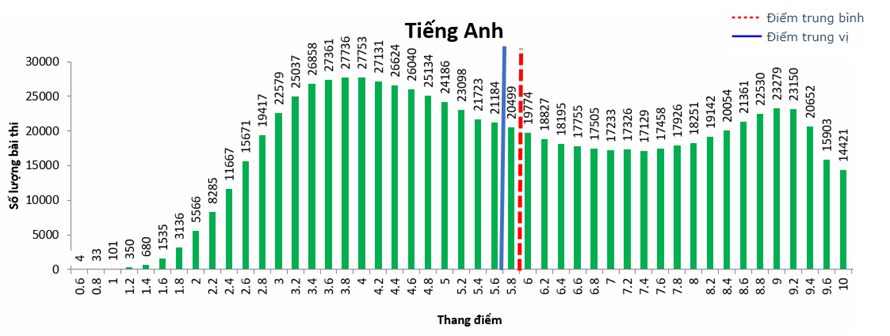 Tiếng Anh
Điểm trung bình
Điểm trung vị
Số lượng bài thi
30000
25000
20000
15000
10000
5000
0
4 33 101 350 680 1535 3136 5566 8285 11667 15671 19417 22579 25037 26858 27361 27736 27753 27131 26624 26040 25134 24186 23098 21723 21184 20499 19774 18827 18195 17755 17505 17233 17326 17129 17458 17926 18251 19142 20054 21361 22530 23279 23150 20652 15903 14421
0.6 0.8 1 1.2 1.4 1.6 1.8 2 2.2 2.4 2.6 2.8 3 3.2 3.4 3.6 3.8 4 4.2 4.4 4.6 4.8 5 5.2 5.4 5.6 5.8 6 6.2 6.4 6.6 6.8 7 7.2 7.4 7.6 7.8 8 8.2 8.4 8.6 8.8 9 9.2 9.4 9.6 10
Thang điểm